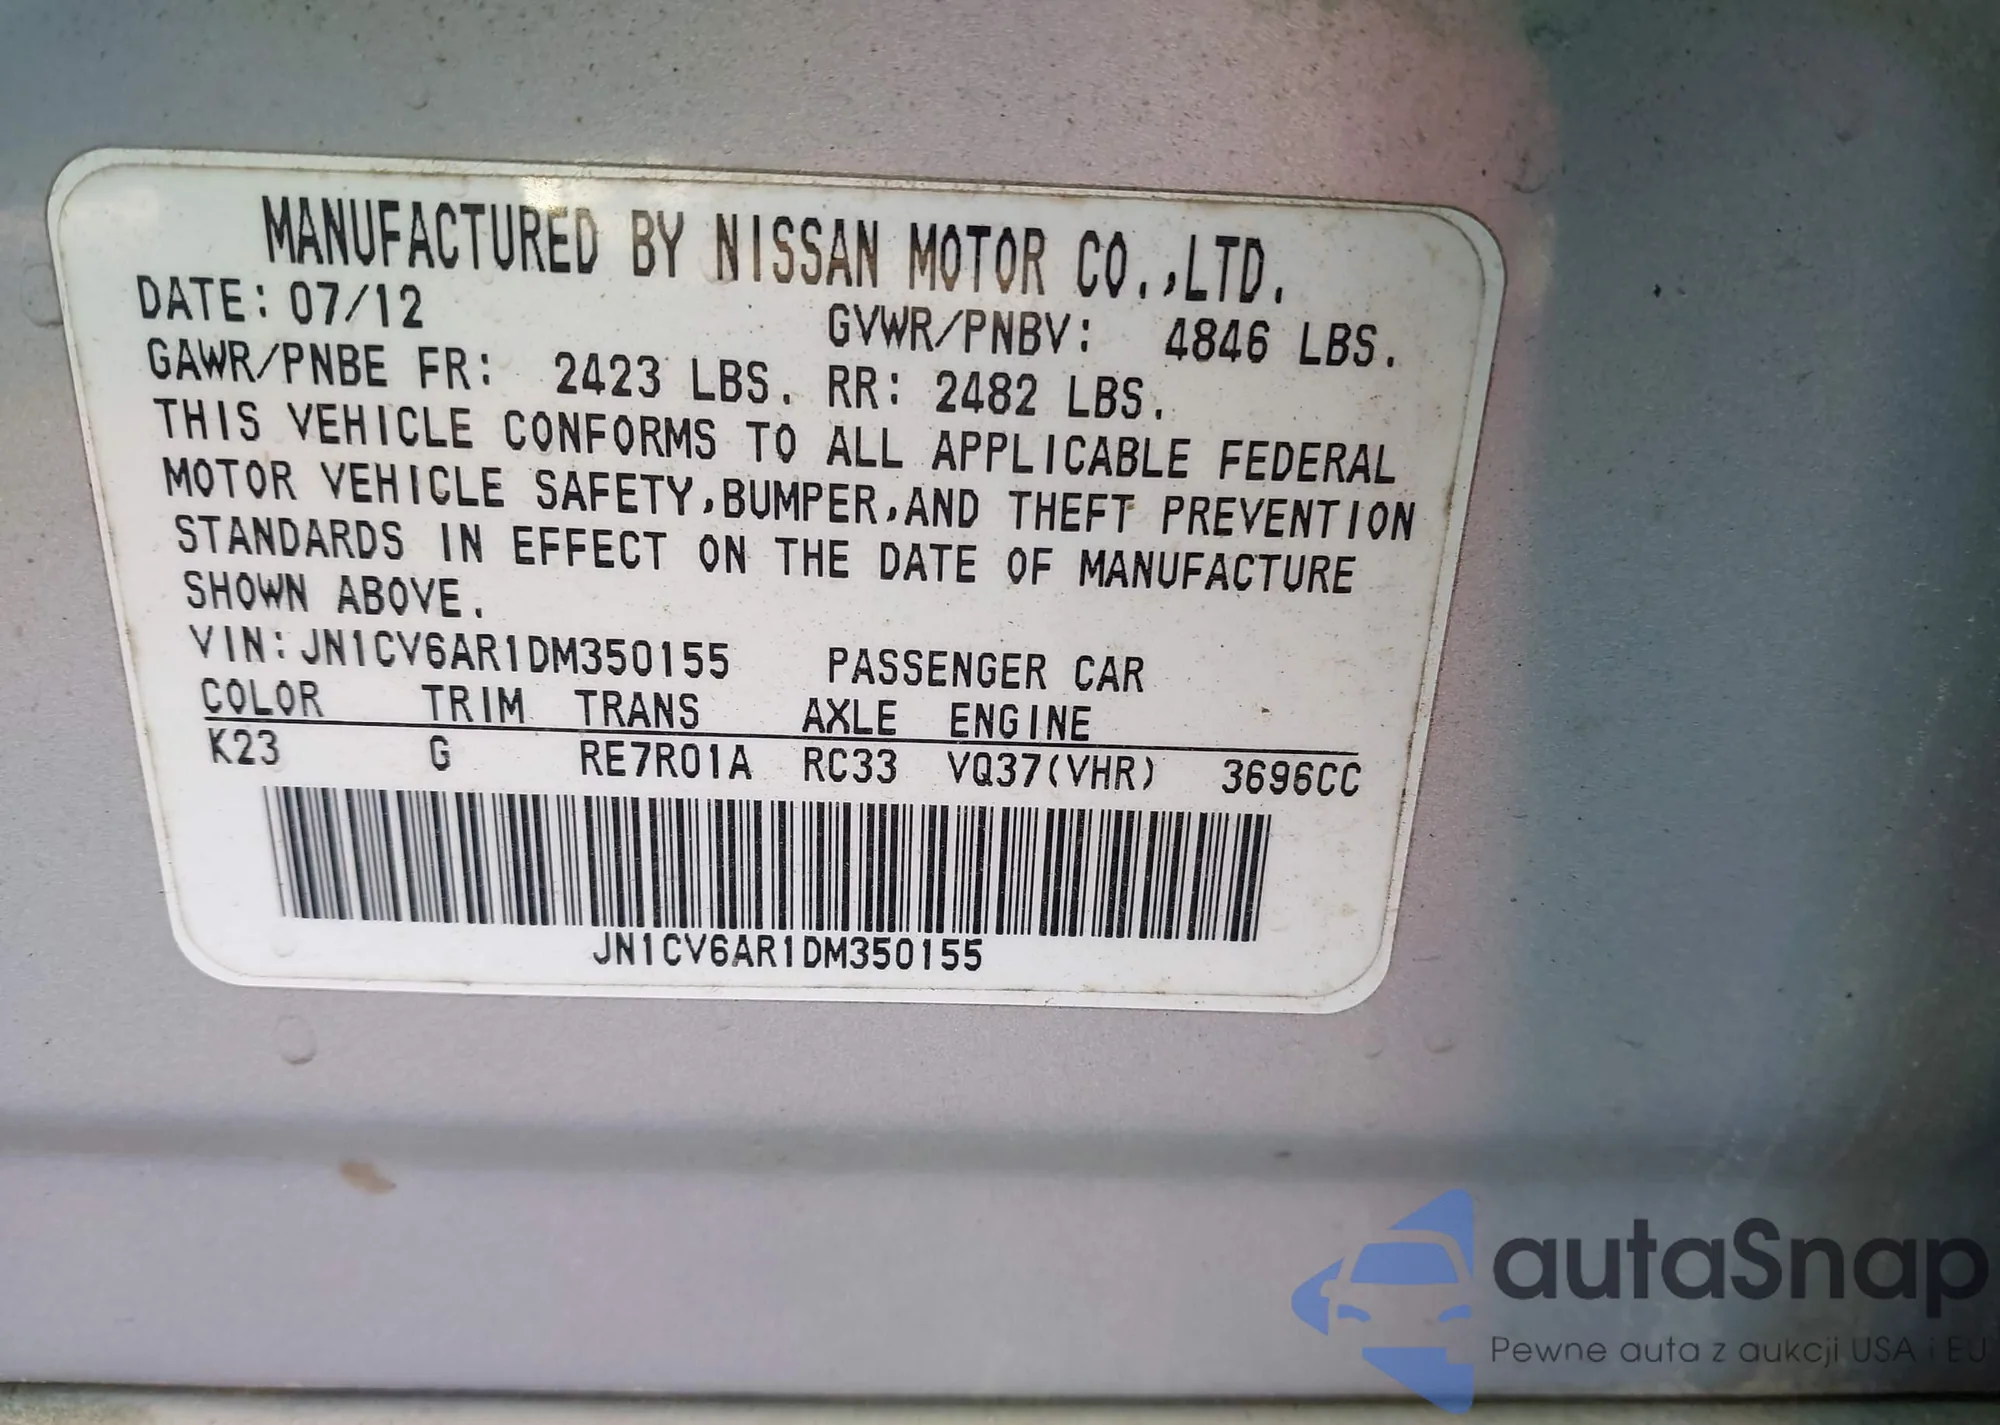 MANUFACTURED BY NISSAN MOTOR CO.,LTD.
DATE: 07/12 GVWR/PNBV: 4846 LBS.
GAWR/PNBE FR: 2423 LBS. RR: 2482 LBS.
THIS VEHICLE CONFORMS TO ALL APPLICABLE FEDERAL
MOTOR VEHICLE SAFETY,BUMPER,AND THEFT PREVENTION
STANDARDS IN EFFECT ON THE DATE OF MANUFACTURE
SHOWN ABOVE.
VIN:JN1CV6AR1DM350155 PASSENGER CAR
COLOR TRIM TRANS AXLE ENGINE
K23 G RE7R01A RC33 VQ37(VHR) 3696CC
JN1CV6AR1DM350155
autaSnap
Pewne auta z aukcji USA i EU